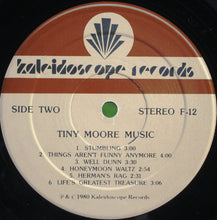 kaleidoscope records
SIDE TWO
STEREO F-12
TINY MOORE MUSIC
1 STUMBLING 3:00
2 THINGS AREN'T FUNNY ANYMORE 4:00
3 WELL DUNN 3:30
4 HONEYMOON WALTZ 2:54
5 HERMAN'S RAG 2:31
6 LIFE'S GREATEST TREASURE 3:06
℗ & © 1980 Kaleidoscope Records